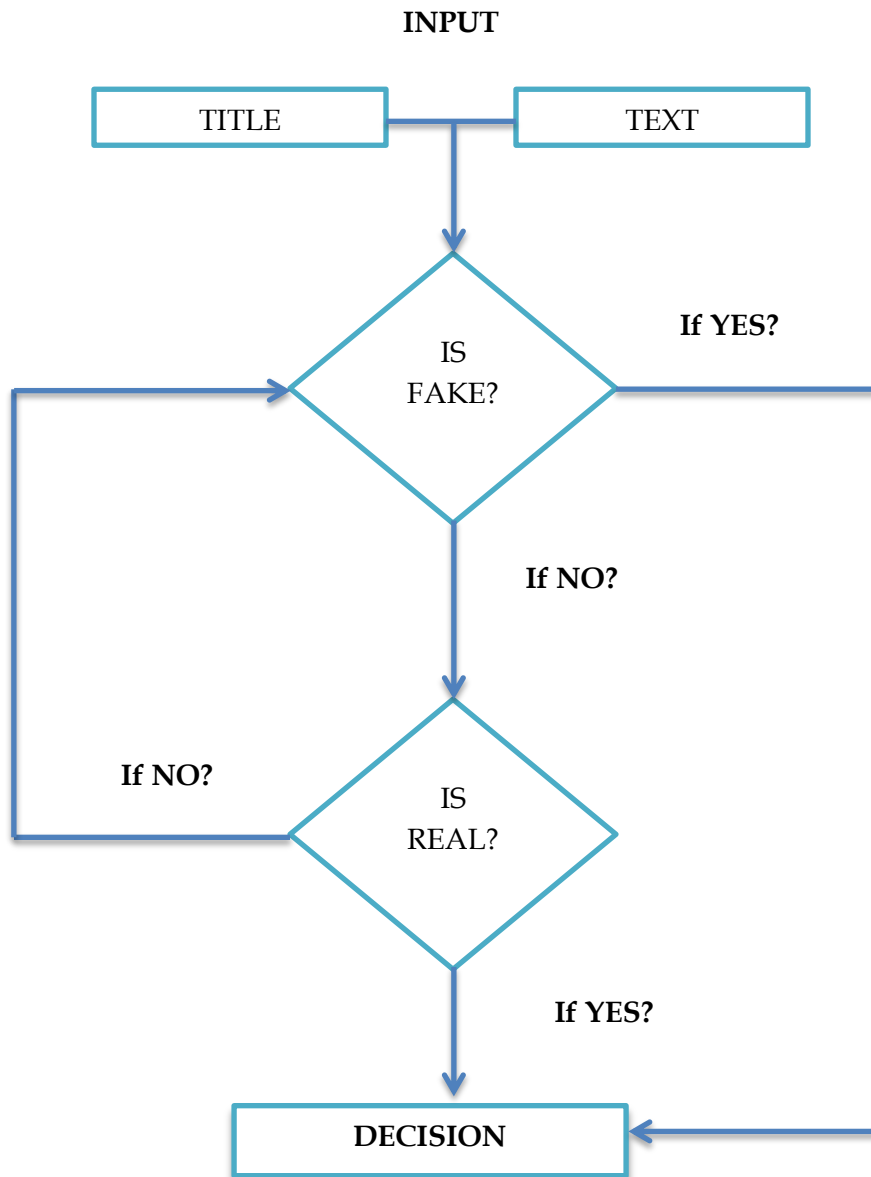 INPUT
TITLE
TEXT
IS
FAKE?
If YES?
If NO?
If NO?
IS
REAL?
If YES?
DECISION